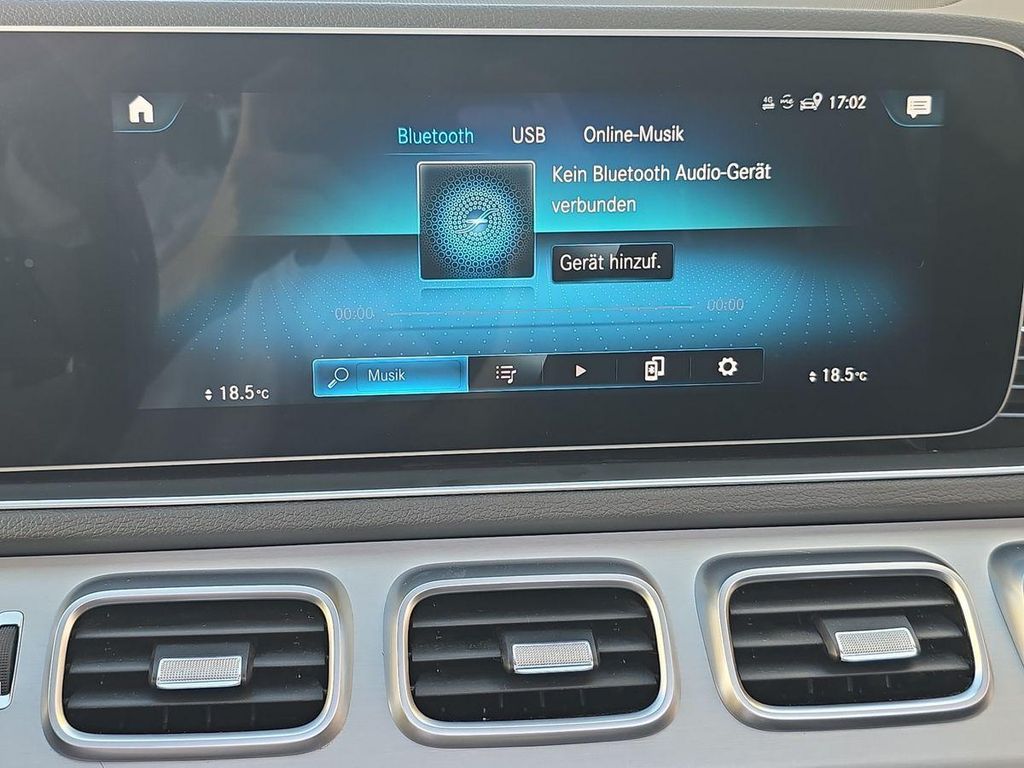 4G 17:02
Bluetooth USB Online-Musik
Kein Bluetooth Audio-Gerät
verbunden
Gerät hinzuf.
00:00 00:00
Musik
18.5°C 18.5°C